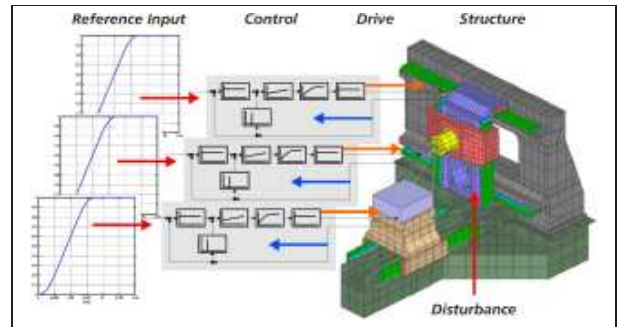 Reference Input
Control
Drive
Structure
Disturbance